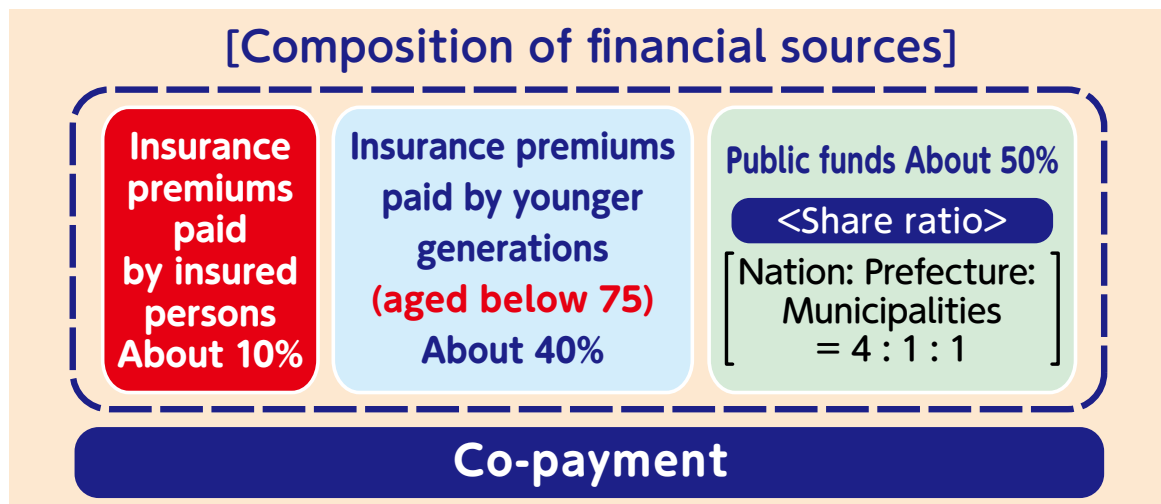 [Composition of financial sources]
Insurance
premiums
paid
by insured
persons
About 10%
Insurance premiums
paid by younger
generations
(aged below 75)
About 40%
Public funds About 50%
<Share ratio>
Nation: Prefecture:
Municipalities
= 4 : 1 : 1
Co-payment